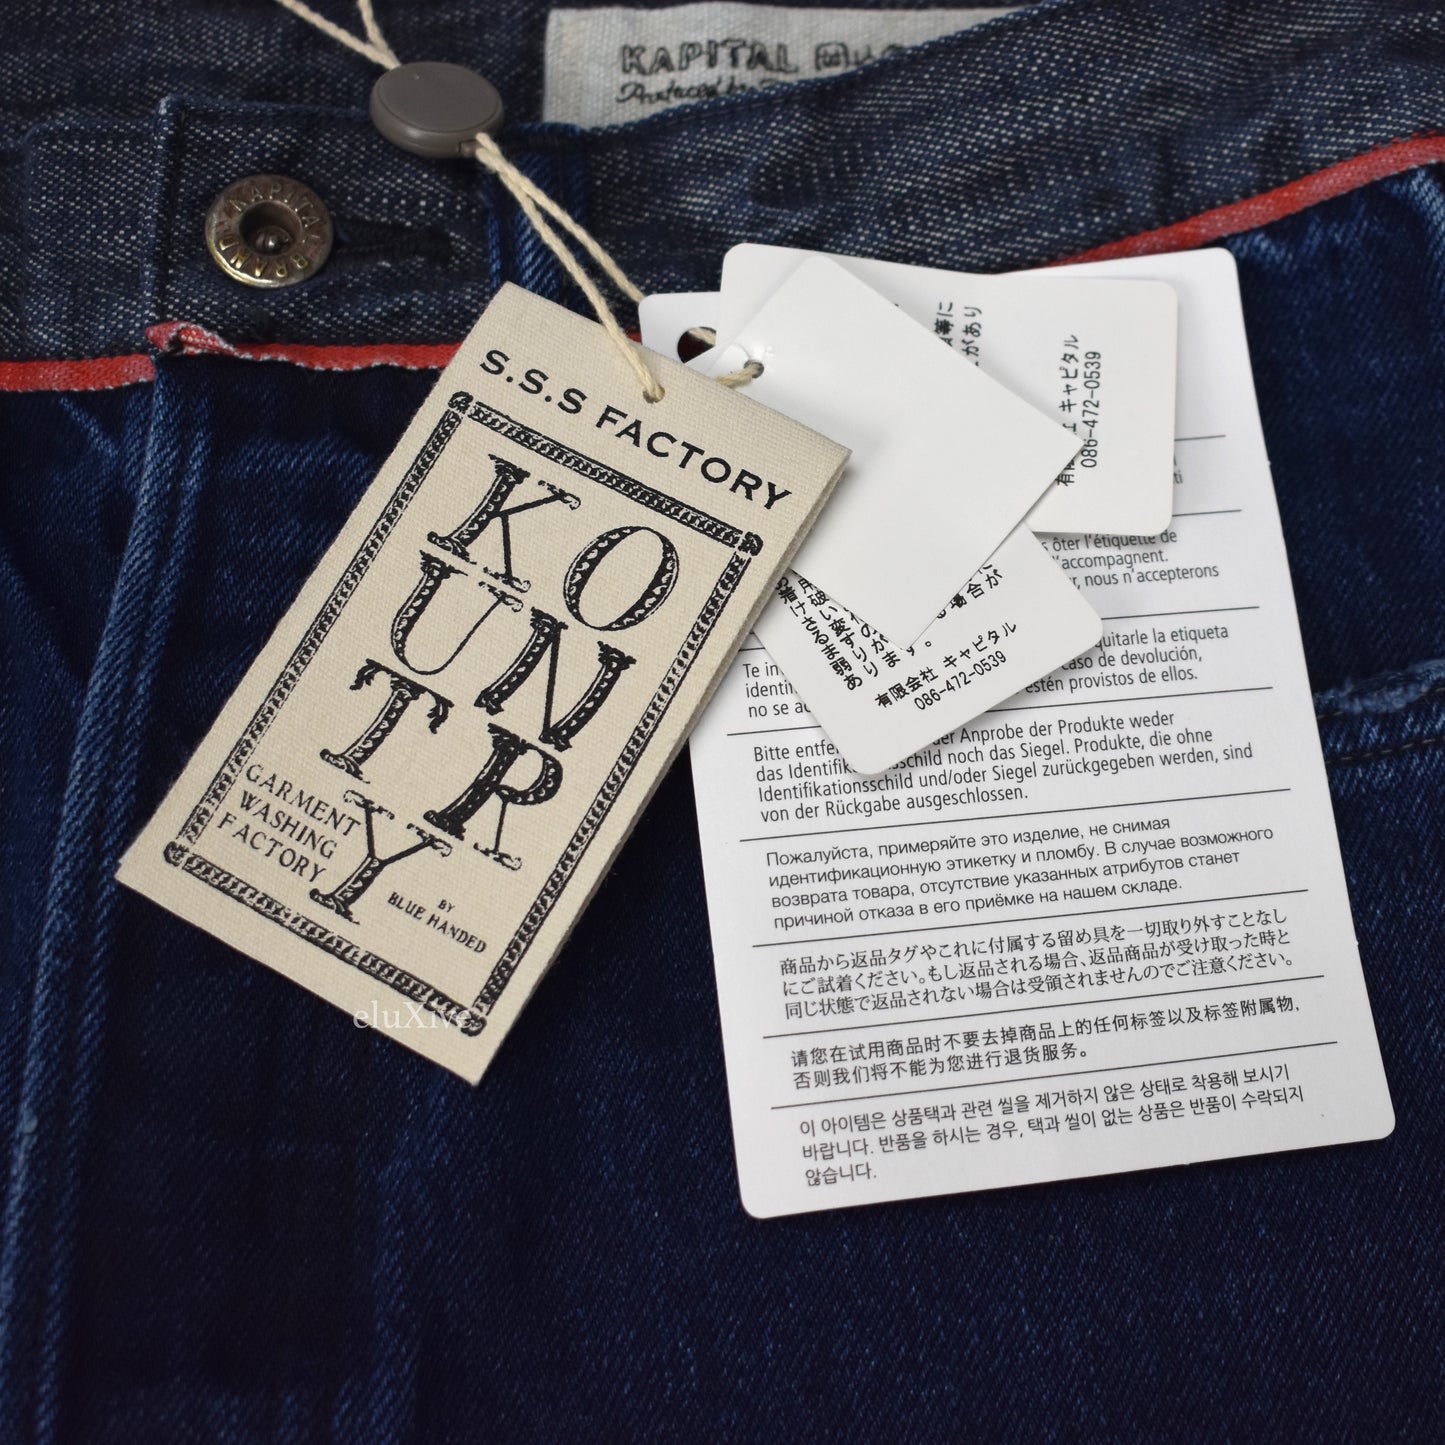 KAPITAL
KAPITAL BRAND
S.S.S FACTORY
KO
UN
TR
Y
GARMENT
WASHING
FACTORY
BY
BLUE HANDED
eluXive
キャピタル
086-472-0539
有限会社 キャピタル
086-472-0539
ôter l'étiquette de
l'accompagnent.
nous n'accepterons
quitarle la etiqueta
Te
caso de devolución,
no se
estén provistos de ellos.
Anprobe der Produkte weder
Bitte
das noch das Siegel. Produkte, die ohne
Identifikationsschild und/oder Siegel zurückgegeben werden, sind
von der Rückgabe ausgeschlossen.
Пожалуйста, примеряйте это изделие, не снимая
идентификационную этикетку и пломбу. В случае возможного
возврата товара, отсутствие указанных атрибутов станет
причиной отказа в его приёмке на нашем складе.
商品から返品タグやこれに付属する留め具を一切取り外すことなし
にご試着ください。もし返品される場合、返品商品が受け取った時と
同じ状態で返品されない場合は受領されませんのでご注意ください。
请您在试用商品时不要去掉商品上的任何标签以及标签附属物,
否则我们将不能为您进行退货服务。
이 아이템은 상품택과 관련 씰을 제거하지 않은 상태로 착용해 보시기
바랍니다. 반품을 하시는 경우, 택과 씰이 없는 상품은 반품이 수락되지
않습니다.